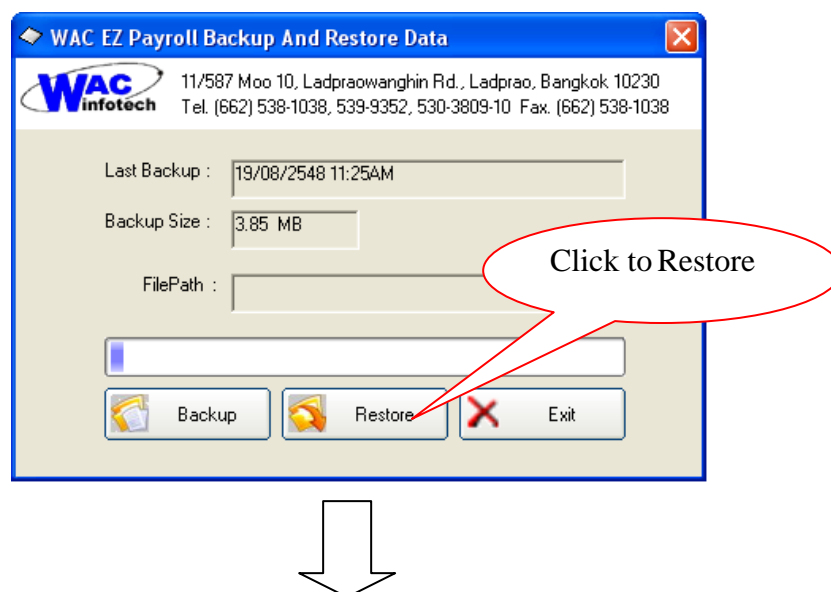 WAC EZ Payroll Backup And Restore Data
WAC
infotech
11/587 Moo 10, Ladpraowanghin Rd., Ladprao, Bangkok 10230
Tel. (662) 538-1038, 539-9352, 530-3809-10 Fax. (662) 538-1038
Last Backup :
19/08/2548 11:25AM
Backup Size :
3.85 MB
Click to Restore
FilePath :
Backup
Restore
Exit